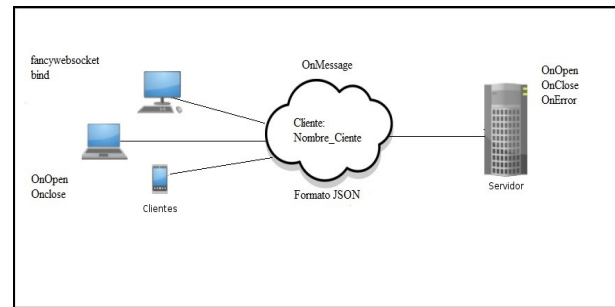 fancywebsocket
bind
OnMessage
OnOpen
OnClose
OnError
Cliente:
Nombre_Ciente
OnOpen
Onclose
Clientes
Formato JSON
Servidor